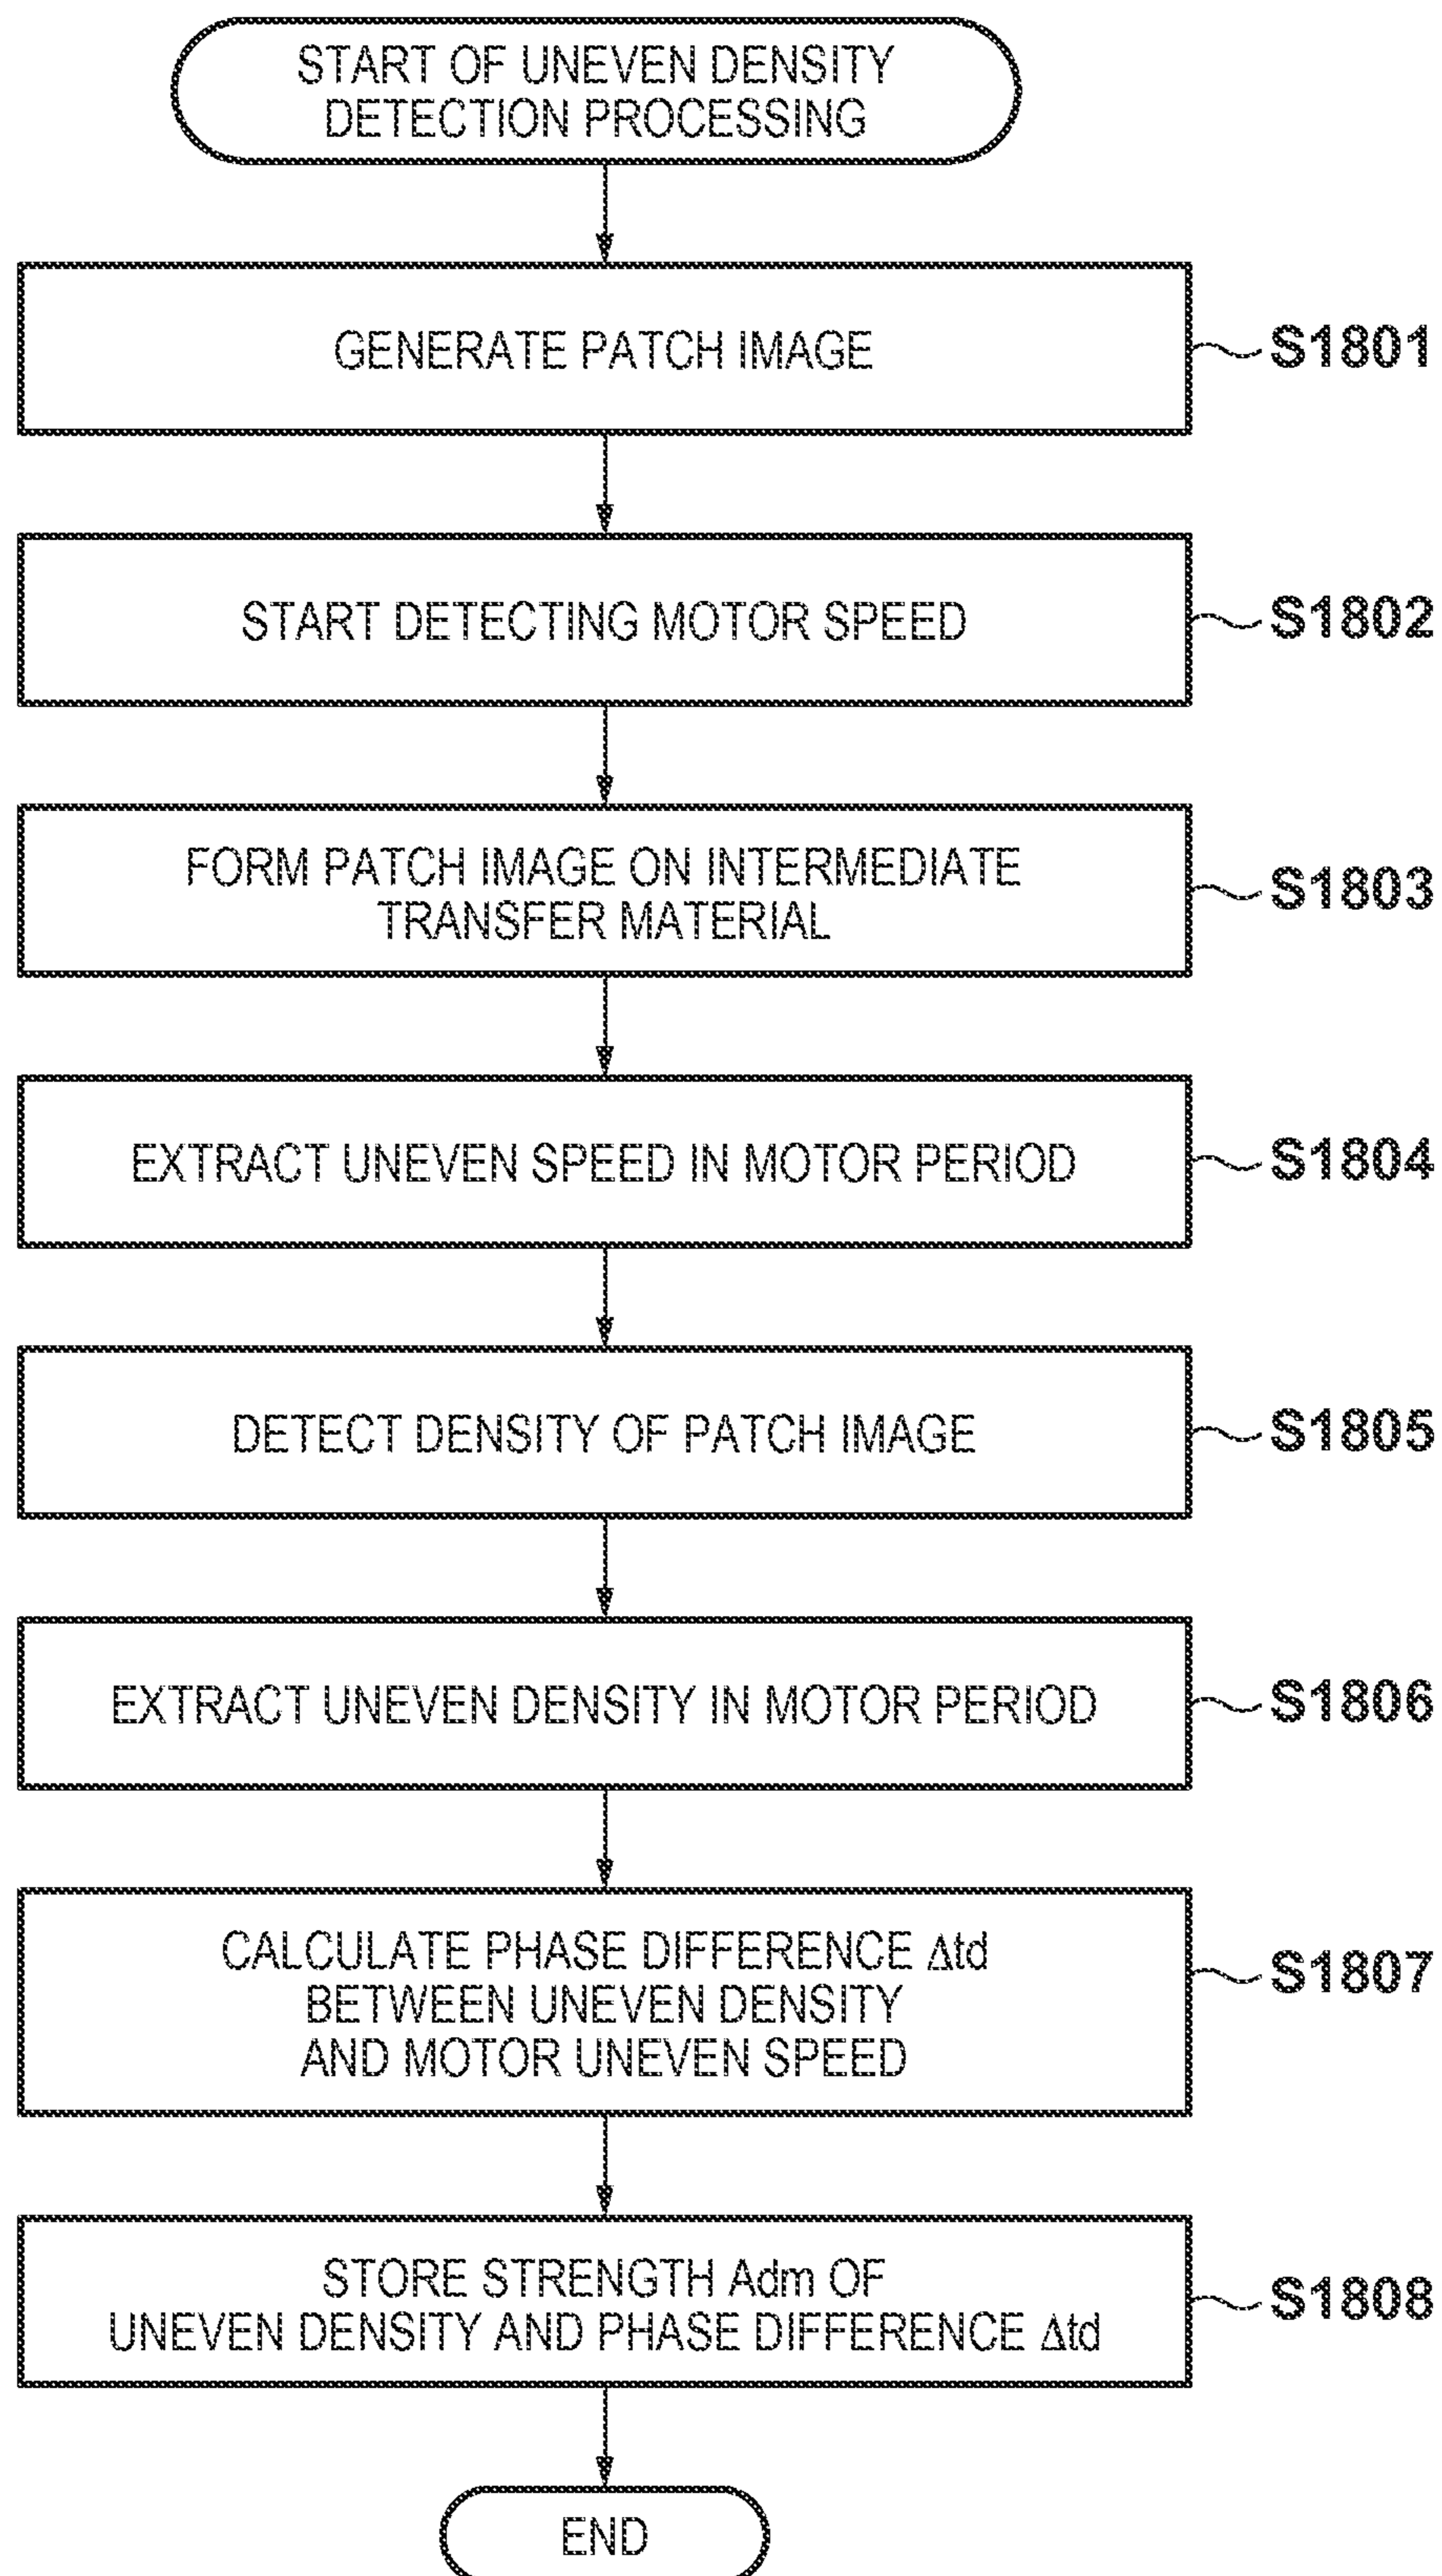 START OF UNEVEN DENSITY
DETECTION PROCESSING
GENERATE PATCH IMAGE
S1801
START DETECTING MOTOR SPEED
S1802
FORM PATCH IMAGE ON INTERMEDIATE
TRANSFER MATERIAL
S1803
EXTRACT UNEVEN SPEED IN MOTOR PERIOD
S1804
DETECT DENSITY OF PATCH IMAGE
S1805
EXTRACT UNEVEN DENSITY IN MOTOR PERIOD
S1806
CALCULATE PHASE DIFFERENCE Δtd
BETWEEN UNEVEN DENSITY
AND MOTOR UNEVEN SPEED
S1807
STORE STRENGTH Adm OF
UNEVEN DENSITY AND PHASE DIFFERENCE Δtd
S1808
END